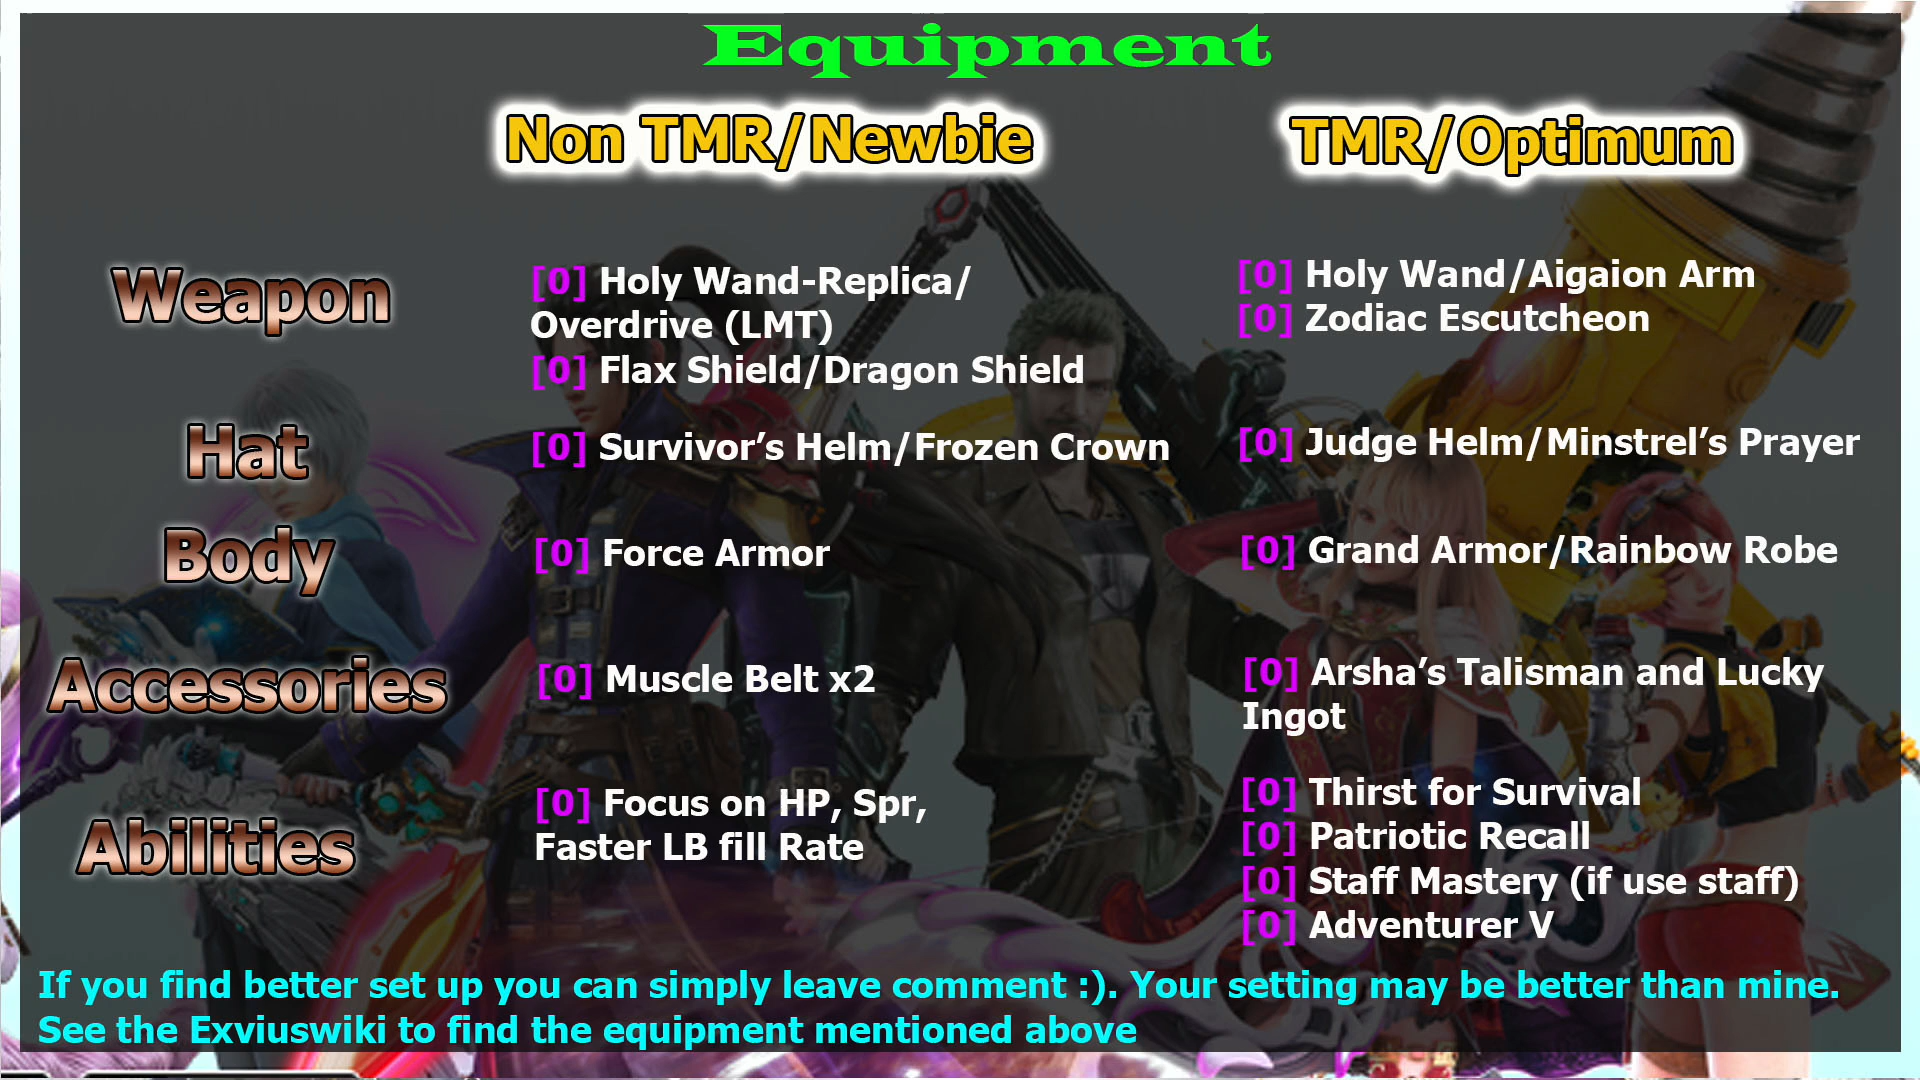 Equipment
Non TMR/Newbie
TMR/Optimum
Weapon
[0] Holy Wand-Replica/
Overdrive (LMT)
[0] Flax Shield/Dragon Shield
[0] Holy Wand/Aigaion Arm
[0] Zodiac Escutcheon
Hat
[0] Survivor’s Helm/Frozen Crown
[0] Judge Helm/Minstrel’s Prayer
Body
[0] Force Armor
[0] Grand Armor/Rainbow Robe
Accessories
[0] Muscle Belt x2
[0] Arsha’s Talisman and Lucky
Ingot
Abilities
[0] Focus on HP, Spr,
Faster LB fill Rate
[0] Thirst for Survival
[0] Patriotic Recall
[0] Staff Mastery (if use staff)
[0] Adventurer V
If you find better set up you can simply leave comment :). Your setting may be better than mine.
See the Exviuswiki to find the equipment mentioned above